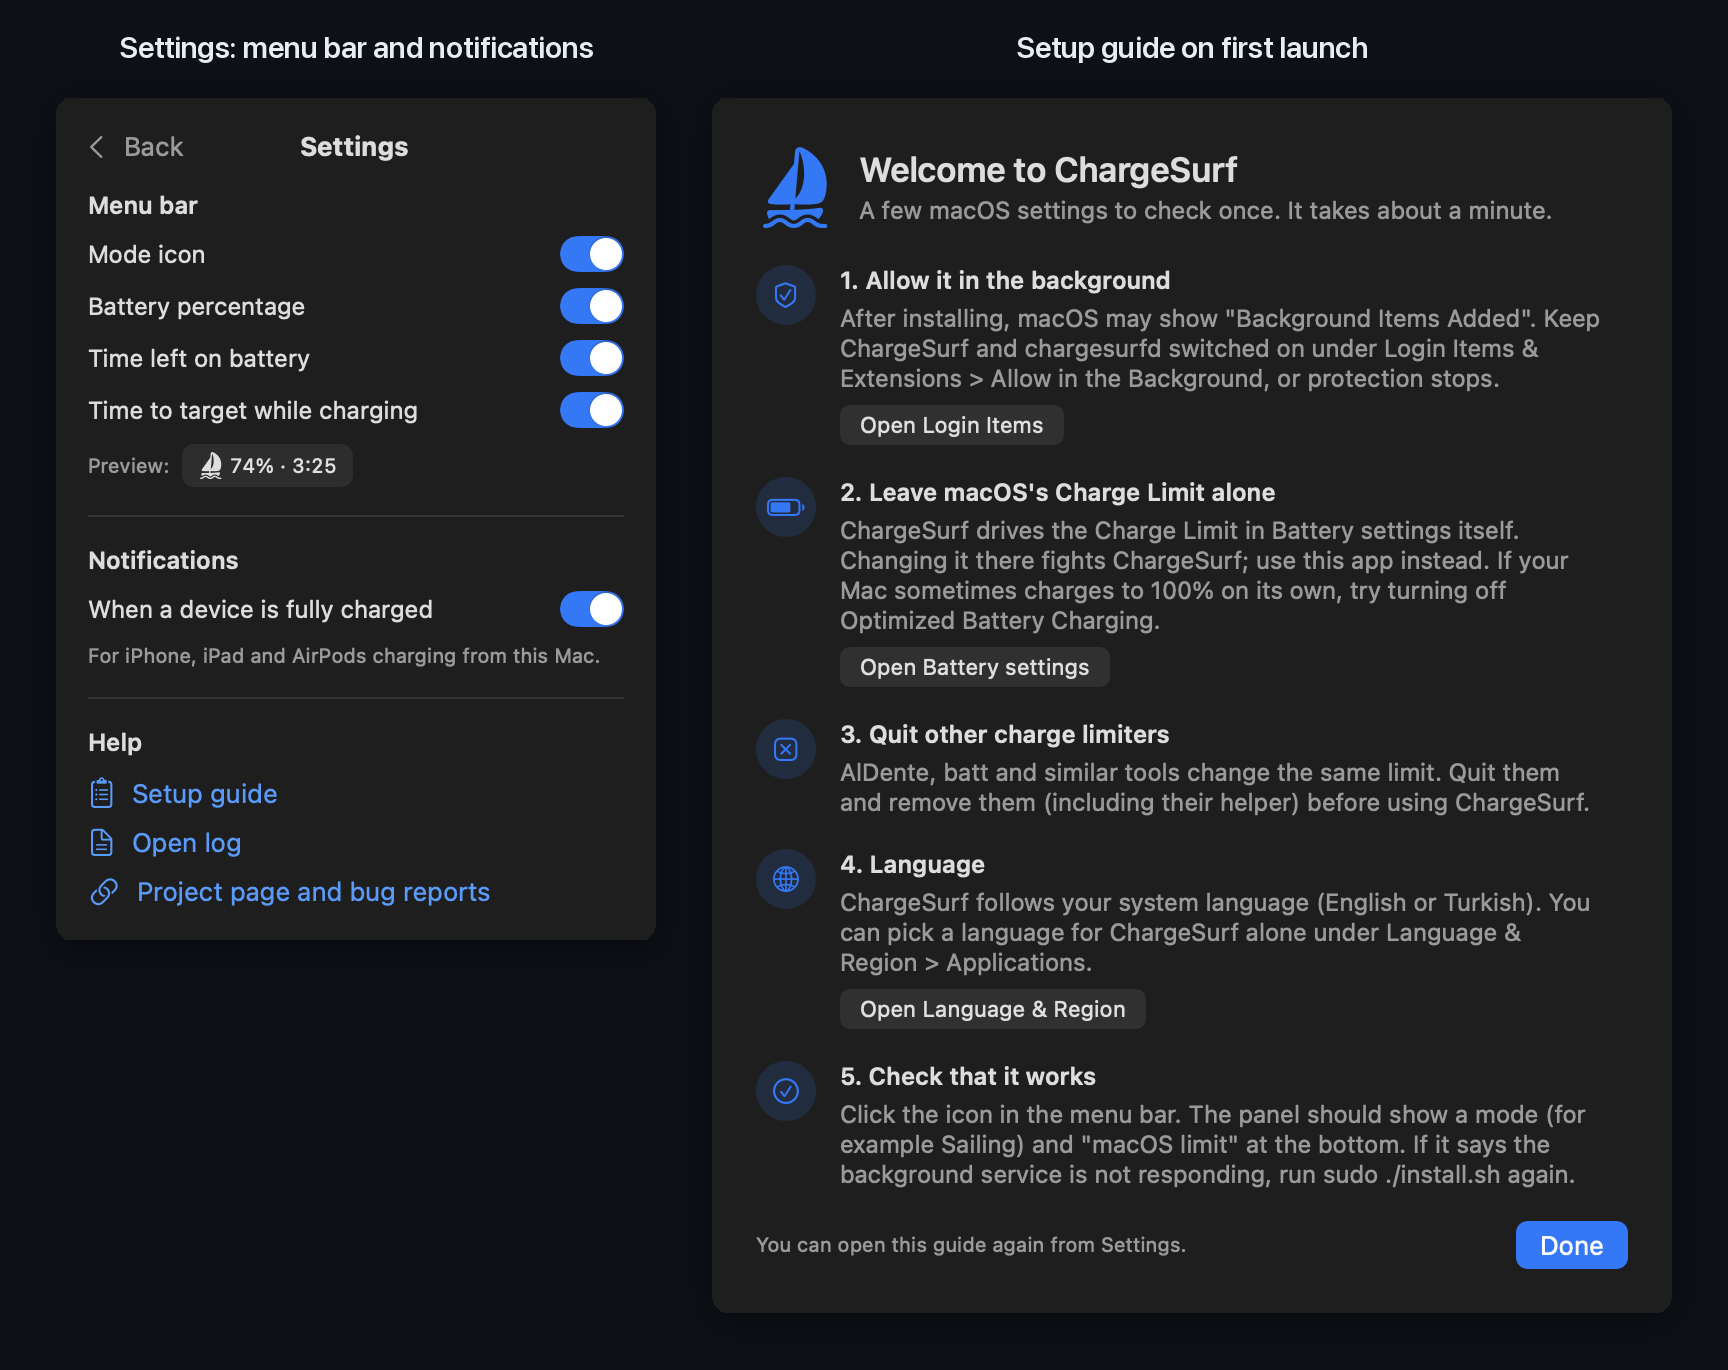 Settings: menu bar and notifications
Back
Settings
Menu bar
Mode icon
Battery percentage
Time left on battery
Time to target while charging
Preview:
74% · 3:25
Notifications
When a device is fully charged
For iPhone, iPad and AirPods charging from this Mac.
Help
Setup guide
Open log
Project page and bug reports
Setup guide on first launch
Welcome to ChargeSurf
A few macOS settings to check once. It takes about a minute.
1. Allow it in the background
After installing, macOS may show "Background Items Added". Keep
ChargeSurf and chargesurfd switched on under Login Items &
Extensions > Allow in the Background, or protection stops.
Open Login Items
2. Leave macOS's Charge Limit alone
ChargeSurf drives the Charge Limit in Battery settings itself.
Changing it there fights ChargeSurf; use this app instead. If your
Mac sometimes charges to 100% on its own, try turning off
Optimized Battery Charging.
Open Battery settings
3. Quit other charge limiters
AlDente, batt and similar tools change the same limit. Quit them
and remove them (including their helper) before using ChargeSurf.
4. Language
ChargeSurf follows your system language (English or Turkish). You
can pick a language for ChargeSurf alone under Language &
Region > Applications.
Open Language & Region
5. Check that it works
Click the icon in the menu bar. The panel should show a mode (for
example Sailing) and "macOS limit" at the bottom. If it says the
background service is not responding, run sudo ./install.sh again.
You can open this guide again from Settings.
Done